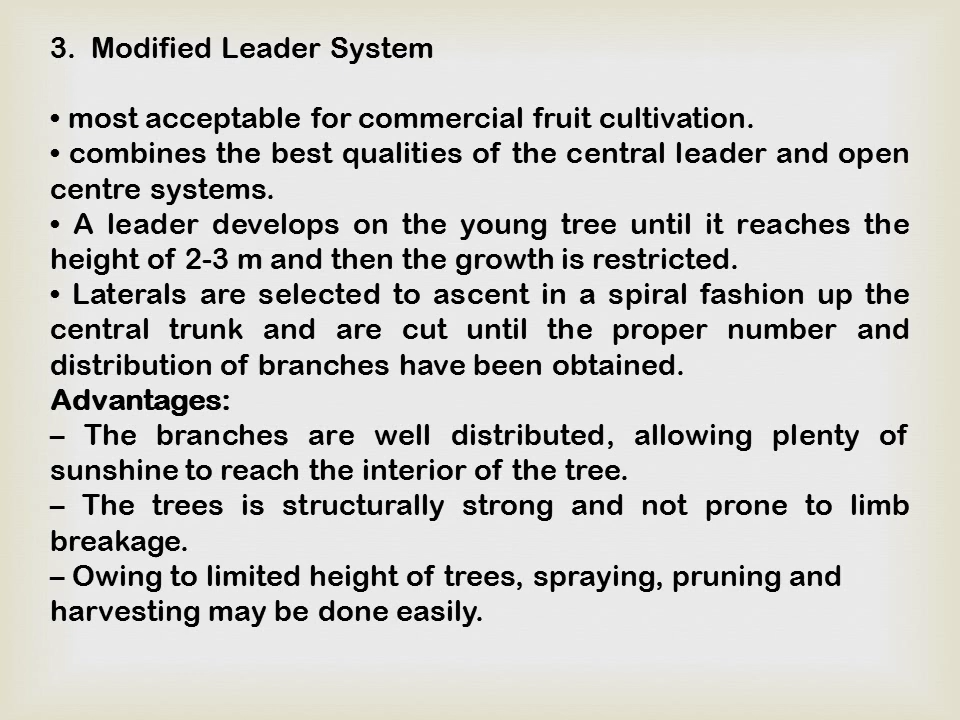 3. Modified Leader System
• most acceptable for commercial fruit cultivation.
• combines the best qualities of the central leader and open
centre systems.
• A leader develops on the young tree until it reaches the
height of 2-3 m and then the growth is restricted.
• Laterals are selected to ascent in a spiral fashion up the
central trunk and are cut until the proper number and
distribution of branches have been obtained.
Advantages:
– The branches are well distributed, allowing plenty of
sunshine to reach the interior of the tree.
– The trees is structurally strong and not prone to limb
breakage.
– Owing to limited height of trees, spraying, pruning and
harvesting may be done easily.